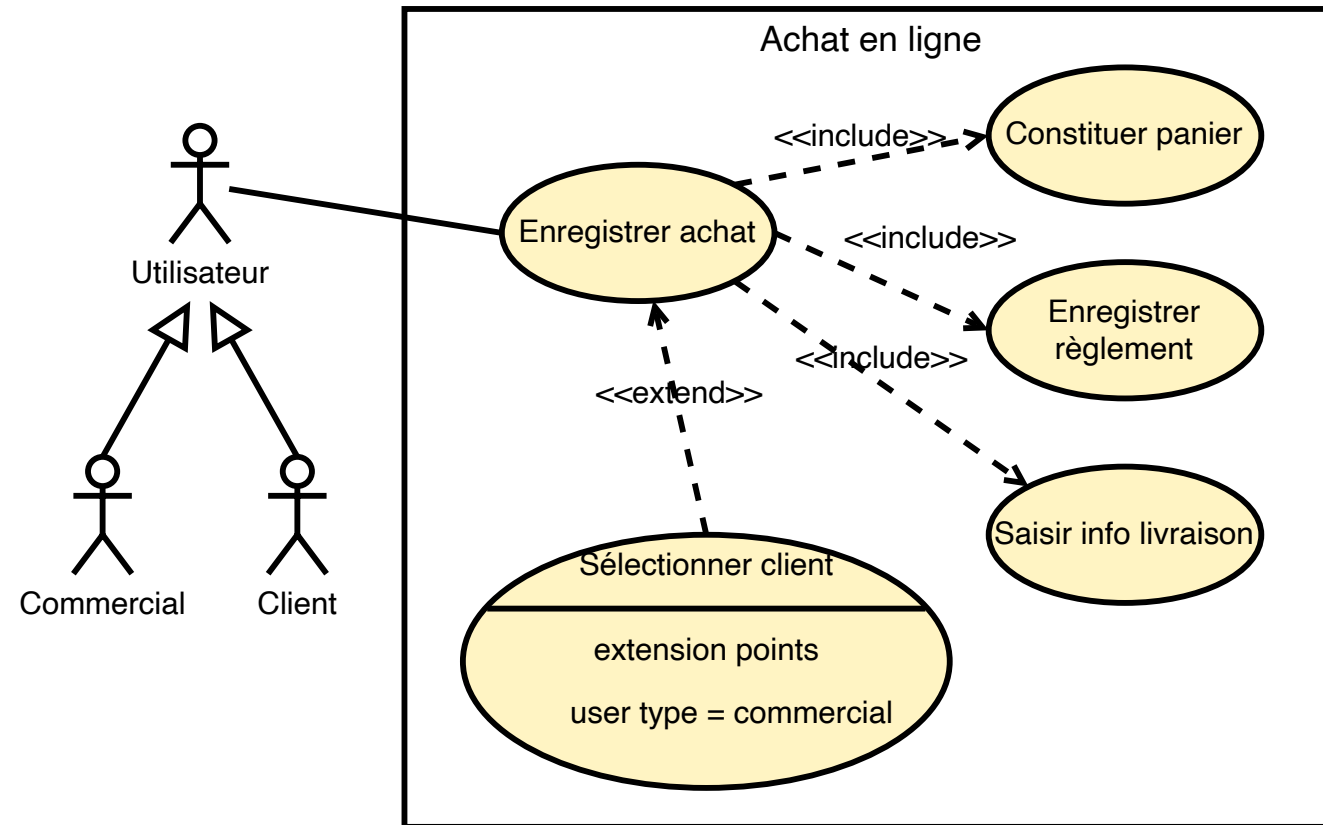 Achat en ligne
<<include>>
Constituer panier
Utilisateur
Enregistrer achat
<<include>>
Enregistrer
règlement
<<include>>
<<extend>>
Saisir info livraison
Commercial
Client
Sélectionner client
extension points
user type = commercial